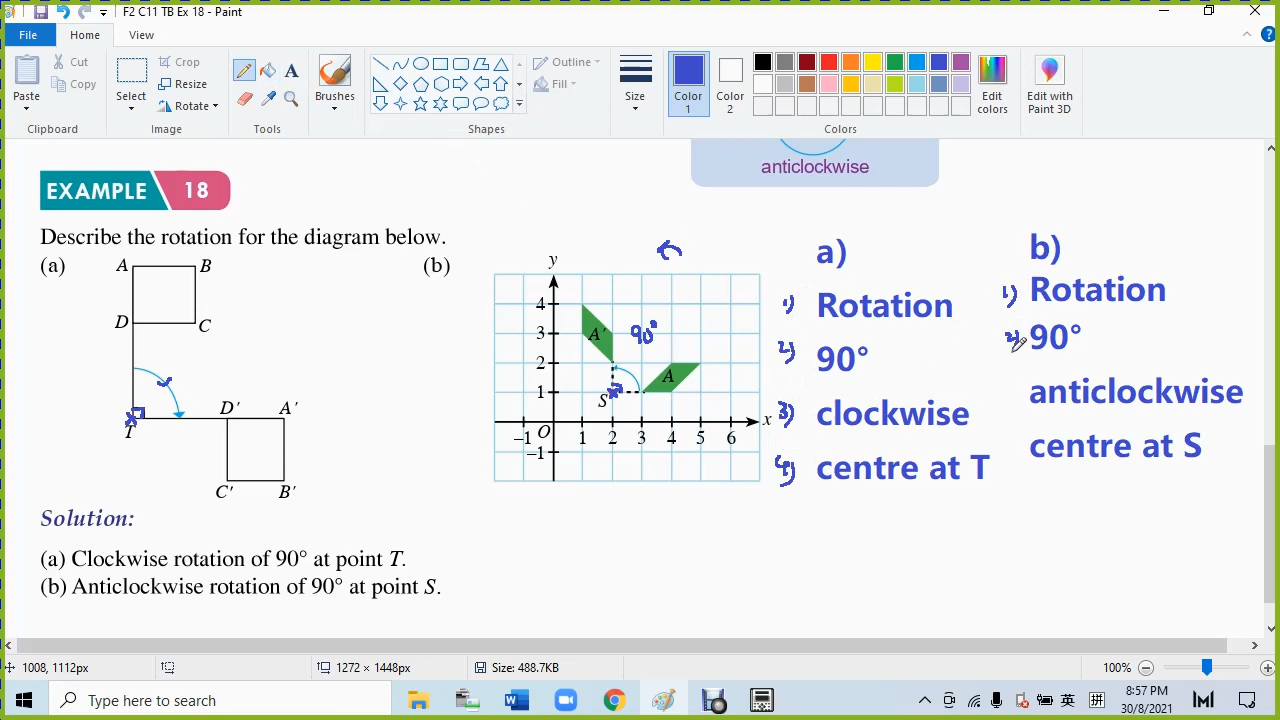 F2 C11 TB Ex 18 - Paint
File
Home
View
Paste
Cut
Copy
Clipboard
Select
Crop
Resize
Rotate
Image
A
Tools
Brushes
Shapes
Outline
Fill
Size
Color 1
Color 2
Edit colors
Edit with Paint 3D
Colors
anticlockwise
EXAMPLE 18
Describe the rotation for the diagram below.
(a)
A
B
D
C
T
D'
A'
C'
B'
(b)
y
4
3
2
1
-1
O
-1 1 2 3 4 5 6
x
A'
90°
A
S
a)
1) Rotation
2) 90°
3) clockwise
4) centre at T
b)
1) Rotation
2) 90°
anticlockwise
centre at S
Solution:
(a) Clockwise rotation of 90° at point T.
(b) Anticlockwise rotation of 90° at point S.
1008, 1112px
1272 × 1448px
Size: 488.7KB
100%
Type here to search
英
拼
8:57 PM
30/8/2021